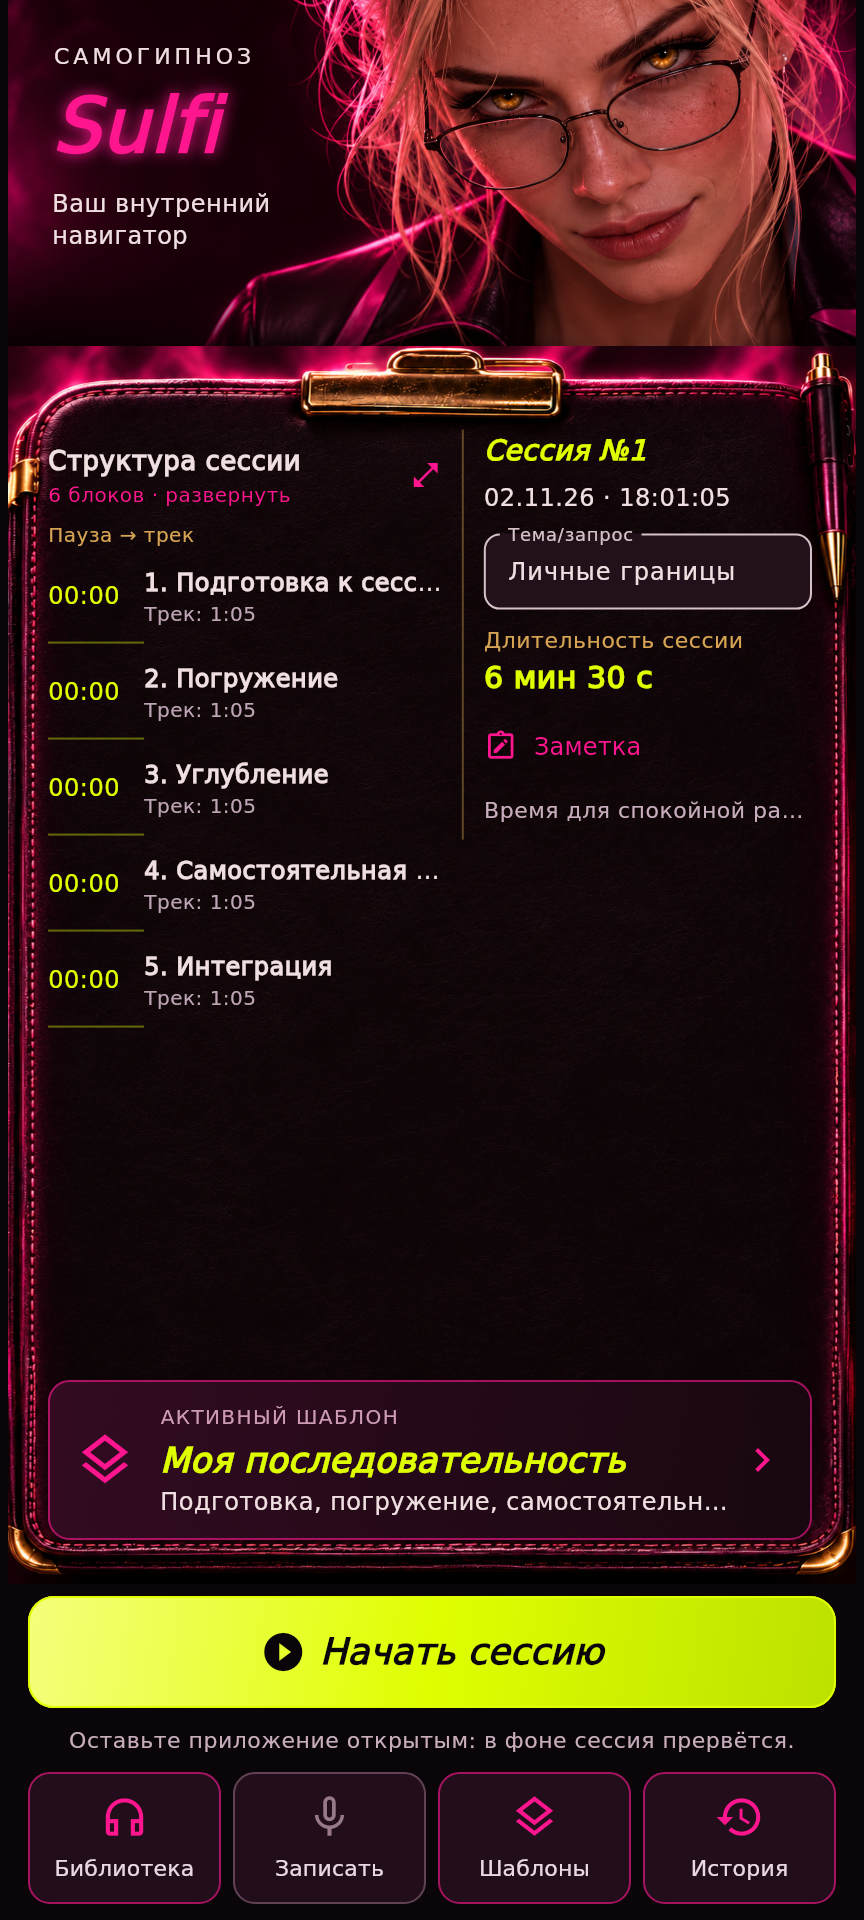 САМОГИПНОЗ
Sulfi
Ваш внутренний
навигатор
Структура сессии
6 блоков · развернуть
Пауза → трек
00:00
1. Подготовка к сесс...
Трек: 1:05
00:00
2. Погружение
Трек: 1:05
00:00
3. Углубление
Трек: 1:05
00:00
4. Самостоятельная ...
Трек: 1:05
00:00
5. Интеграция
Трек: 1:05
Сессия №1
02.11.26 · 18:01:05
Тема/запрос
Личные границы
Длительность сессии
6 мин 30 с
Заметка
Время для спокойной ра...
АКТИВНЫЙ ШАБЛОН
Моя последовательность
Подготовка, погружение, самостоятельн...
Начать сессию
Оставьте приложение открытым: в фоне сессия прервётся.
Библиотека
Записать
Шаблоны
История